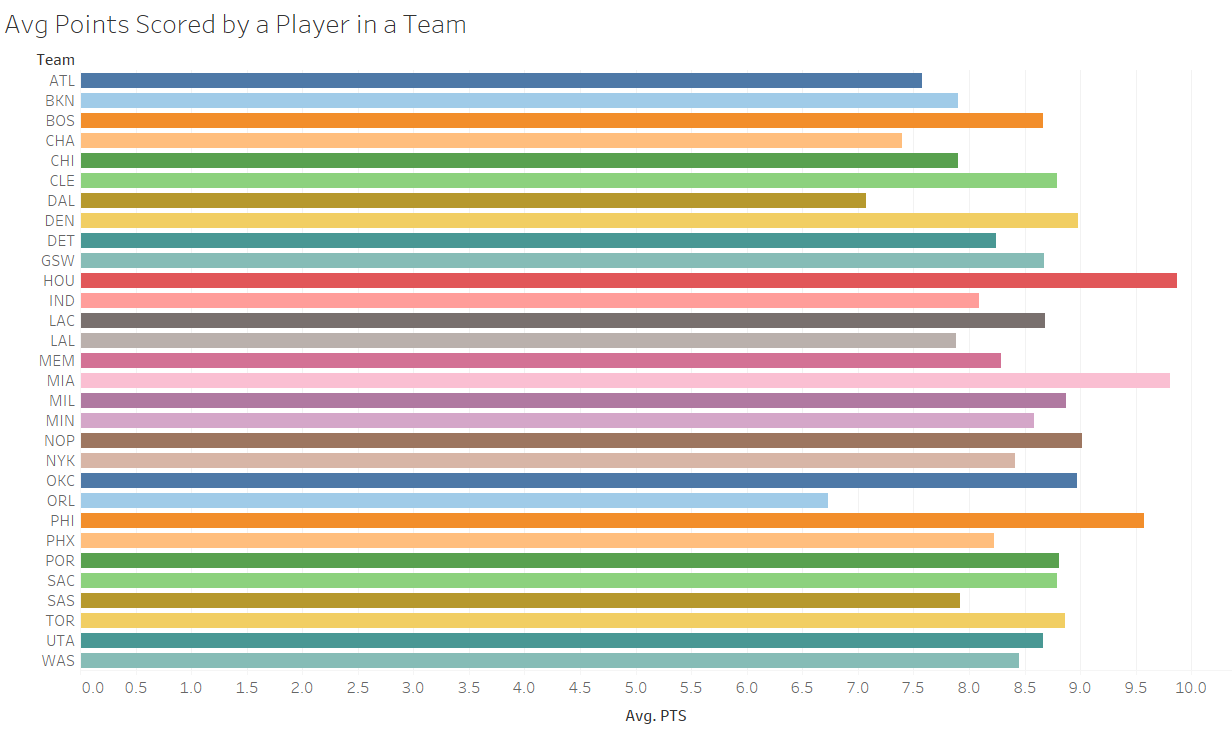 Avg Points Scored by a Player in a Team
Team
ATL
BKN
BOS
CHA
CHI
CLE
DAL
DEN
DET
GSW
HOU
IND
LAC
LAL
MEM
MIA
MIL
MIN
NOP
NYK
OKC
ORL
PHI
PHX
POR
SAC
SAS
TOR
UTA
WAS
0.0 0.5 1.0 1.5 2.0 2.5 3.0 3.5 4.0 4.5 5.0 5.5 6.0 6.5 7.0 7.5 8.0 8.5 9.0 9.5 10.0
Avg. PTS